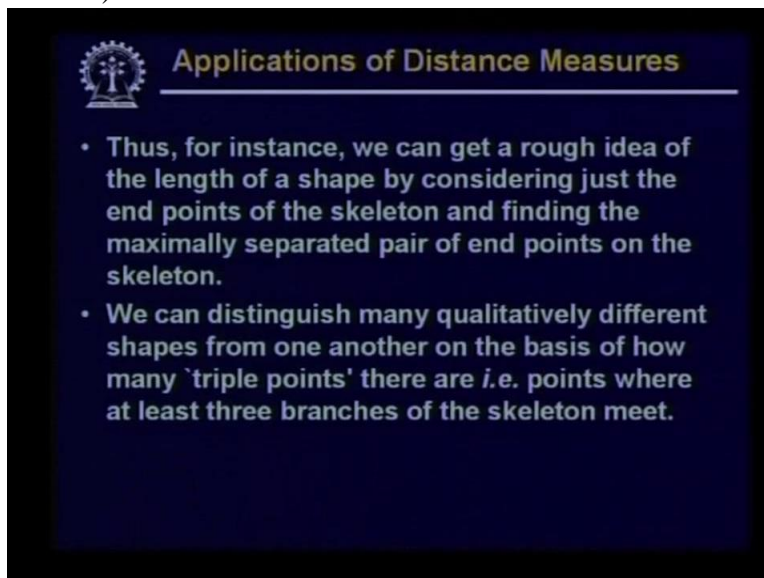 Applications of Distance Measures
• Thus, for instance, we can get a rough idea of
the length of a shape by considering just the
end points of the skeleton and finding the
maximally separated pair of end points on the
skeleton.
• We can distinguish many qualitatively different
shapes from one another on the basis of how
many `triple points' there are i.e. points where
at least three branches of the skeleton meet.